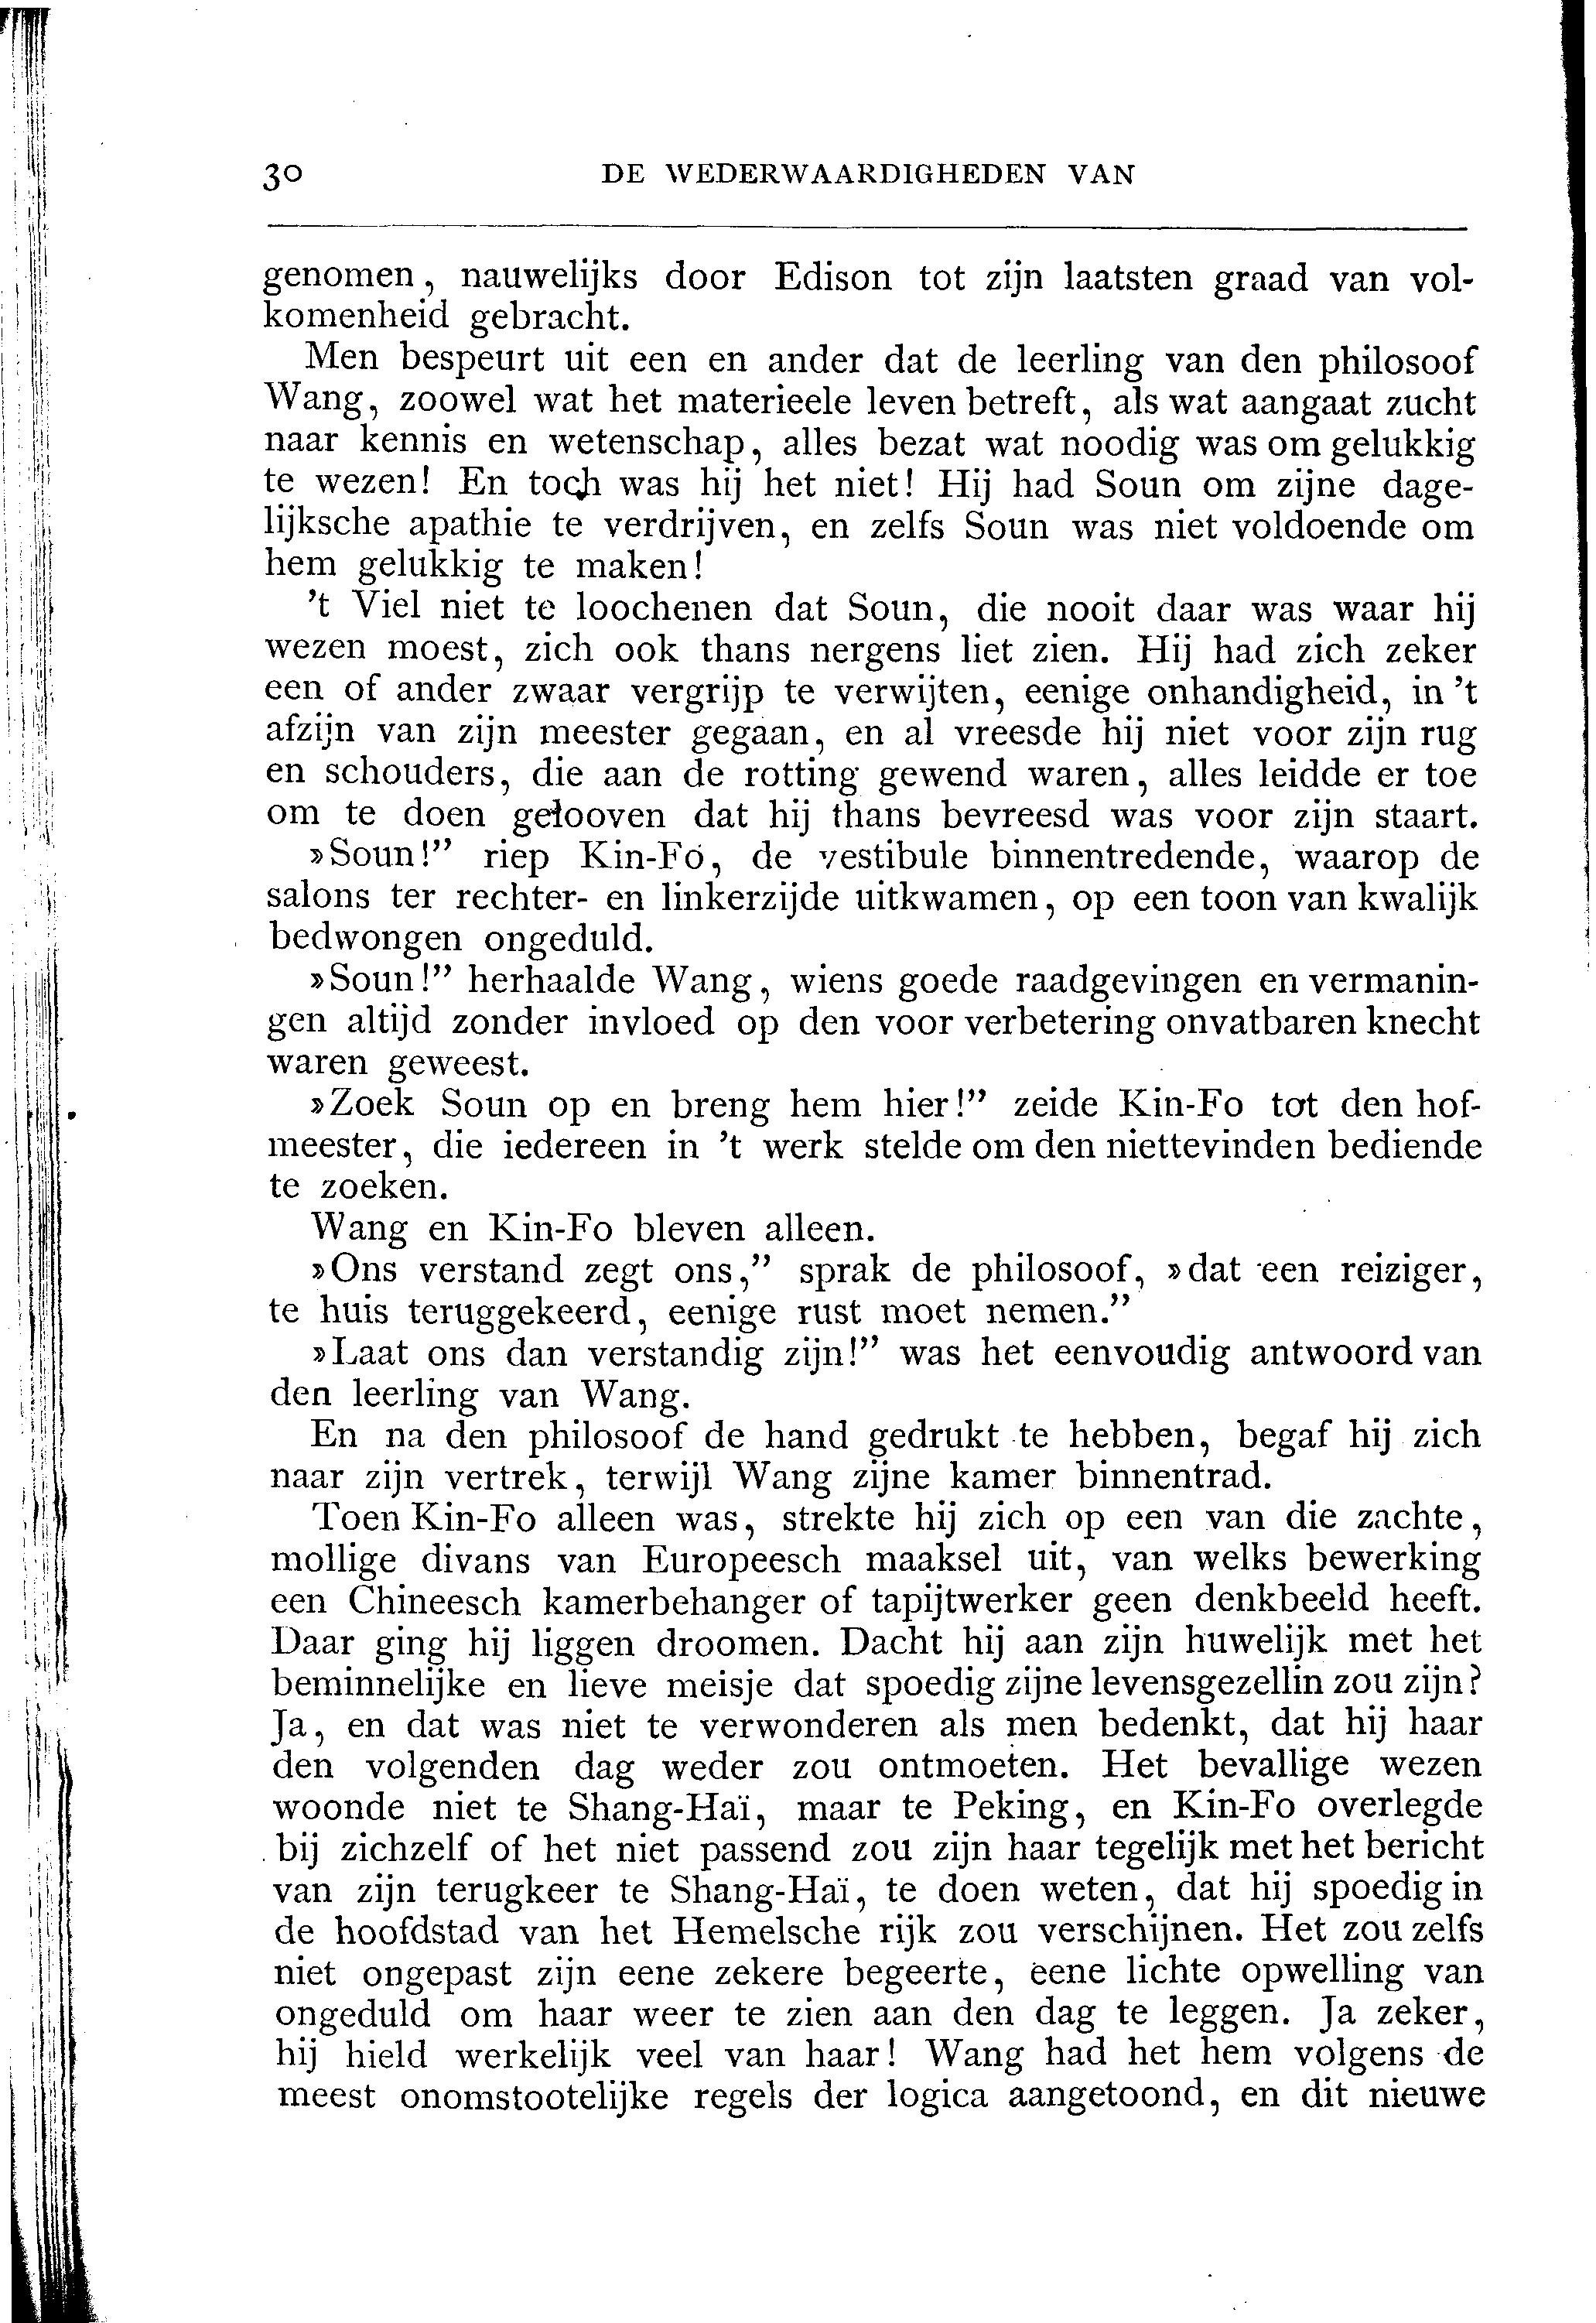 30 DE WEDERWAARDIGHEDEN VAN
genomen, nauwelijks door Edison tot zijn laatsten graad van vol-
komenheid gebracht.
Men bespeurt uit een en ander dat de leerling van den philosoof
Wang, zoowel wat het materieele leven betreft, als wat aangaat zucht
naar kennis en wetenschap, alles bezat wat noodig was om gelukkig
te wezen! En toch was hij het niet! Hij had Soun om zijne dage-
lijksche apathie te verdrijven, en zelfs Soun was niet voldoende om
hem gelukkig te maken!
't Viel niet te loochenen dat Soun, die nooit daar was waar hij
wezen moest, zich ook thans nergens liet zien. Hij had zich zeker
een of ander zwaar vergrijp te verwijten, eenige onhandigheid, in 't
afzijn van zijn meester gegaan, en al vreesde hij niet voor zijn rug
en schouders, die aan de rotting gewend waren, alles leidde er toe
om te doen gelooven dat hij thans bevreesd was voor zijn staart.
»Soun!” riep Kin-Fo, de vestibule binnentredende, waarop de
salons ter rechter- en linkerzijde uitkwamen, op een toon van kwalijk
bedwongen ongeduld.
»Soun!” herhaalde Wang, wiens goede raadgevingen en vermanin-
gen altijd zonder invloed op den voor verbetering onvatbaren knecht
waren geweest.
»Zoek Soun op en breng hem hier!” zeide Kin-Fo tot den hof-
meester, die iedereen in 't werk stelde om den niettevinden bediende
te zoeken.
Wang en Kin-Fo bleven alleen.
»Ons verstand zegt ons,” sprak de philosoof, »dat een reiziger,
te huis teruggekeerd, eenige rust moet nemen.”
»Laat ons dan verstandig zijn!” was het eenvoudig antwoord van
den leerling van Wang.
En na den philosoof de hand gedrukt te hebben, begaf hij zich
naar zijn vertrek, terwijl Wang zijne kamer binnentrad.
Toen Kin-Fo alleen was, strekte hij zich op een van die zachte,
mollige divans van Europeesch maaksel uit, van welks bewerking
een Chineesch kamerbehanger of tapijtwerker geen denkbeeld heeft.
Daar ging hij liggen droomen. Dacht hij aan zijn huwelijk met het
beminnelijke en lieve meisje dat spoedig zijne levensgezellin zou zijn?
Ja, en dat was niet te verwonderen als men bedenkt, dat hij haar
den volgenden dag weder zou ontmoeten. Het bevallige wezen
woonde niet te Shang-Haï, maar te Peking, en Kin-Fo overlegde
bij zichzelf of het niet passend zou zijn haar tegelijk met het bericht
van zijn terugkeer te Shang-Haï, te doen weten, dat hij spoedig in
de hoofdstad van het Hemelsche rijk zou verschijnen. Het zou zelfs
niet ongepast zijn eene zekere begeerte, eene lichte opwelling van
ongeduld om haar weer te zien aan den dag te leggen. Ja zeker,
hij hield werkelijk veel van haar! Wang had het hem volgens de
meest onomstootelijke regels der logica aangetoond, en dit nieuwe